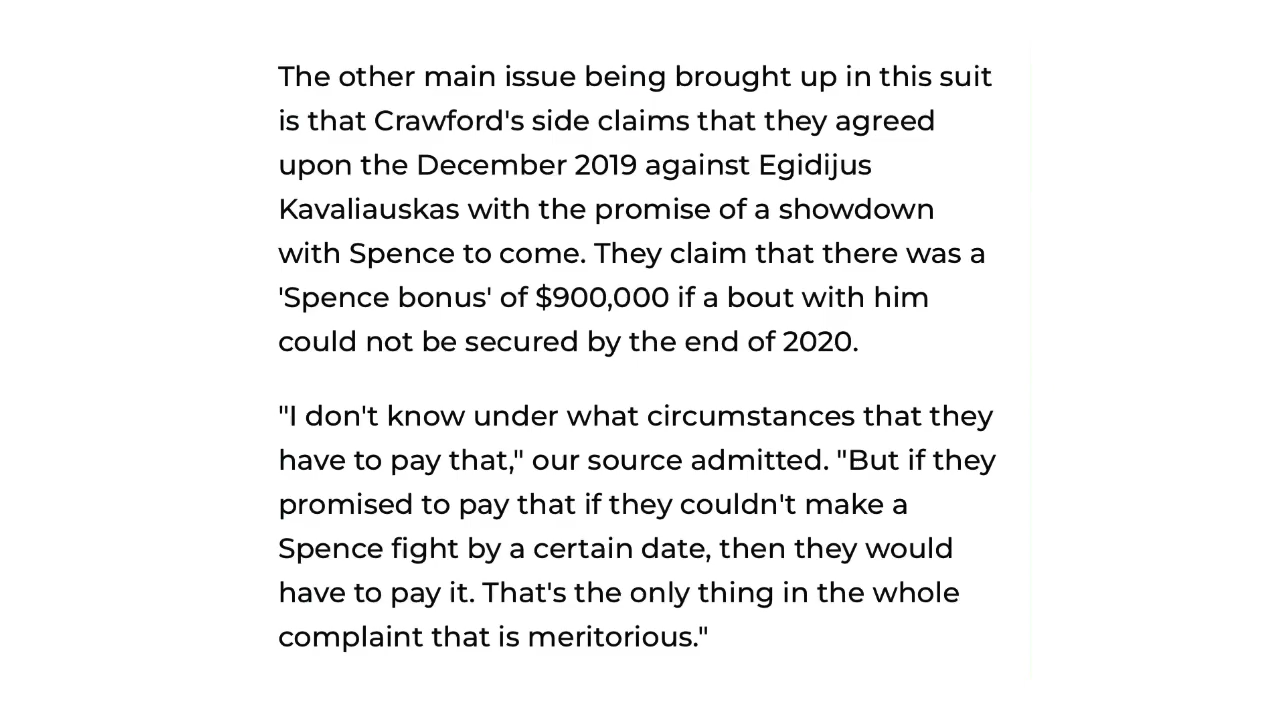 The other main issue being brought up in this suit
is that Crawford's side claims that they agreed
upon the December 2019 against Egidijus
Kavaliauskas with the promise of a showdown
with Spence to come. They claim that there was a
'Spence bonus' of $900,000 if a bout with him
could not be secured by the end of 2020.
"I don't know under what circumstances that they
have to pay that," our source admitted. "But if they
promised to pay that if they couldn't make a
Spence fight by a certain date, then they would
have to pay it. That's the only thing in the whole
complaint that is meritorious."